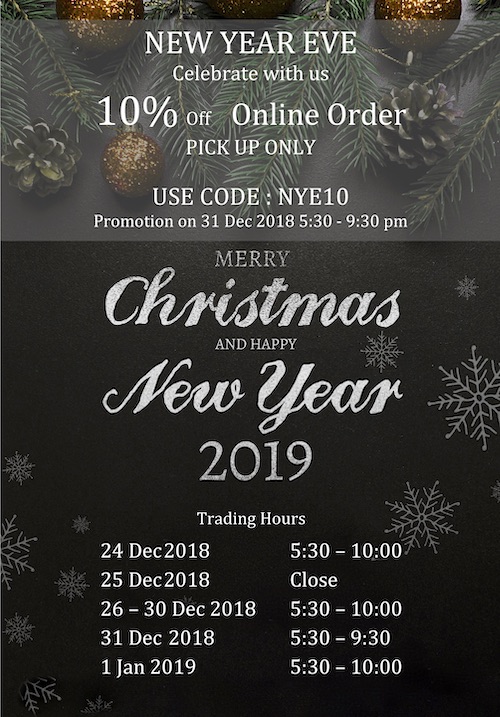 NEW YEAR EVE
Celebrate with us
10% Off Online Order
PICK UP ONLY
USE CODE : NYE10
Promotion on 31 Dec 2018 5:30 - 9:30 pm
MERRY
Christmas
AND HAPPY
New Year
2019
Trading Hours
24 Dec 2018 5:30 – 10:00
25 Dec 2018 Close
26 – 30 Dec 2018 5:30 – 10:00
31 Dec 2018 5:30 – 9:30
1 Jan 2019 5:30 – 10:00